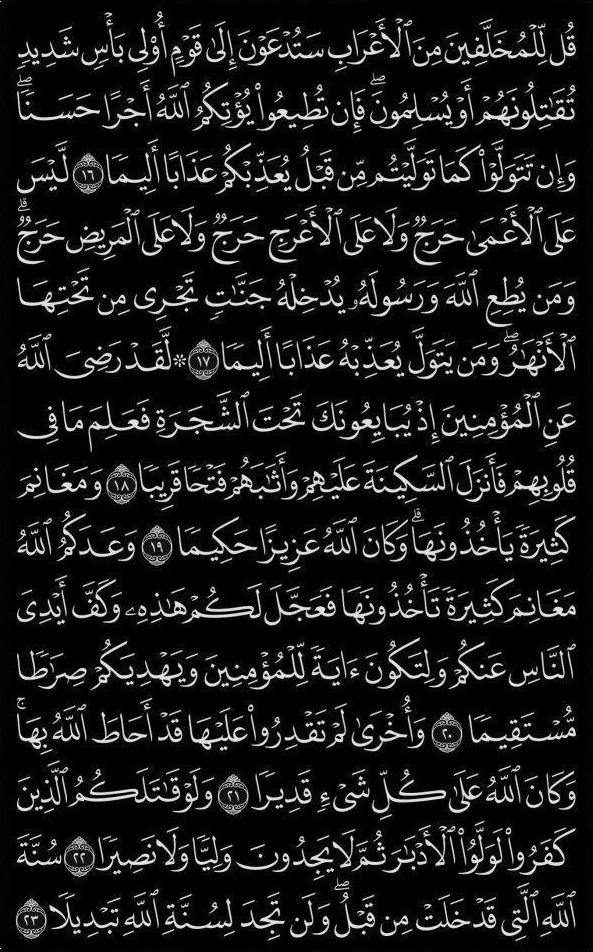 قُل لِّلۡمُخَلَّفِينَ مِنَ ٱلۡأَعۡرَابِ سَتُدۡعَوۡنَ إِلَىٰ قَوۡمٍ أُوْلِي بَأۡسٖ شَدِيدٖ
تُقَٰتِلُونَهُمۡ أَوۡ يُسۡلِمُونَۖ فَإِن تُطِيعُواْ يُؤۡتِكُمُ ٱللَّهُ أَجۡرًا حَسَنٗاۖ
وَإِن تَتَوَلَّوۡاْ كَمَا تَوَلَّيۡتُم مِّن قَبۡلُ يُعَذِّبۡكُمۡ عَذَابًا أَلِيمٗا ١٦ لَّيۡسَ
عَلَى ٱلۡأَعۡمَىٰ حَرَجٞ وَلَا عَلَى ٱلۡأَعۡرَجِ حَرَجٞ وَلَا عَلَى ٱلۡمَرِيضِ حَرَجٞۗ
وَمَن يُطِعِ ٱللَّهَ وَرَسُولَهُۥ يُدۡخِلۡهُ جَنَّٰتٖ تَجۡرِي مِن تَحۡتِهَا
ٱلۡأَنۡهَٰرُۖ وَمَن يَتَوَلَّ يُعَذِّبۡهُ عَذَابًا أَلِيمٗا ١٧ ۞ لَّقَدۡ رَضِيَ ٱللَّهُ
عَنِ ٱلۡمُؤۡمِنِينَ إِذۡ يُبَايِعُونَكَ تَحۡتَ ٱلشَّجَرَةِ فَعَلِمَ مَا فِي
قُلُوبِهِمۡ فَأَنزَلَ ٱلسَّكِينَةَ عَلَيۡهِمۡ وَأَثَٰبَهُمۡ فَتۡحٗا قَرِيبٗا ١٨ وَمَغَانِمَ
كَثِيرَةٗ يَأۡخُذُونَهَاۗ وَكَانَ ٱللَّهُ عَزِيزًا حَكِيمٗا ١٩ وَعَدَكُمُ ٱللَّهُ
مَغَانِمَ كَثِيرَةٗ تَأۡخُذُونَهَا فَعَجَّلَ لَكُمۡ هَٰذِهِۦ وَكَفَّ أَيۡدِيَ
ٱلنَّاسِ عَنكُمۡ وَلِتَكُونَ ءَايَةٗ لِّلۡمُؤۡمِنِينَ وَيَهۡدِيَكُمۡ صِرَٰطٗا
مُّسۡتَقِيمٗا ٢٠ وَأُخۡرَىٰ لَمۡ تَقۡدِرُواْ عَلَيۡهَا قَدۡ أَحَاطَ ٱللَّهُ بِهَاۚ
وَكَانَ ٱللَّهُ عَلَىٰ كُلِّ شَيۡءٖ قَدِيرٗا ٢١ وَلَوۡ قَٰتَلَكُمُ ٱلَّذِينَ
كَفَرُواْ لَوَلَّوُاْ ٱلۡأَدۡبَٰرَ ثُمَّ لَا يَجِدُونَ وَلِيّٗا وَلَا نَصِيرٗا ٢٢ سُنَّةَ
ٱللَّهِ ٱلَّتِي قَدۡ خَلَتۡ مِن قَبۡلُۖ وَلَن تَجِدَ لِسُنَّةِ ٱللَّهِ تَبۡدِيلٗا ٢٣